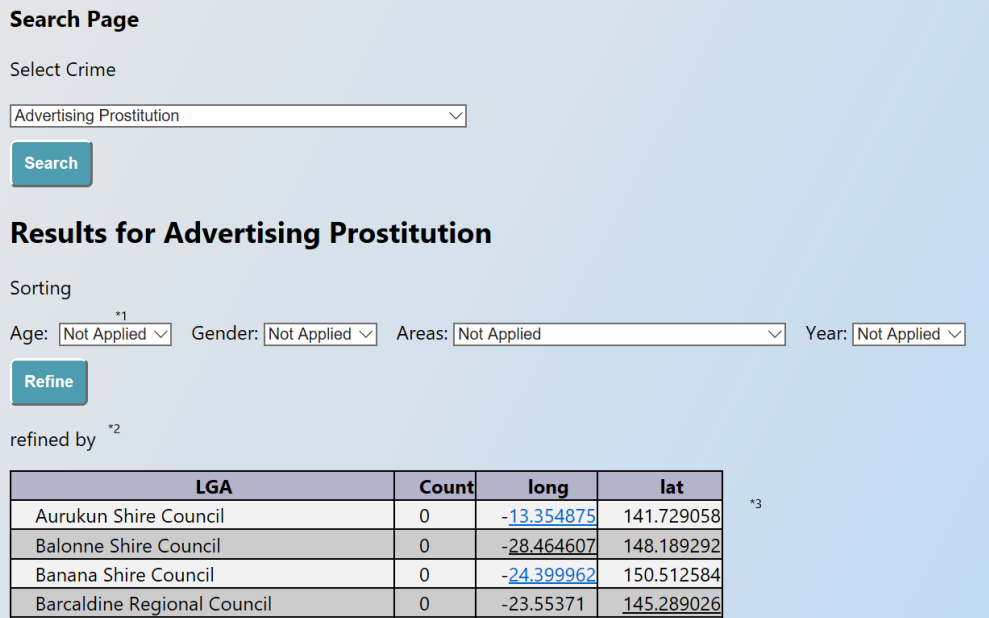 Search Page
Select Crime
Advertising Prostitution
Search
Results for Advertising Prostitution
Sorting
*1
Age: Not Applied Gender: Not Applied Areas: Not Applied Year: Not Applied
Refine
refined by *2
LGA Count long lat
*3
Aurukun Shire Council 0 -13.354875 141.729058
Balonne Shire Council 0 -28.464607 148.189292
Banana Shire Council 0 -24.399962 150.512584
Barcaldine Regional Council 0 -23.55371 145.289026